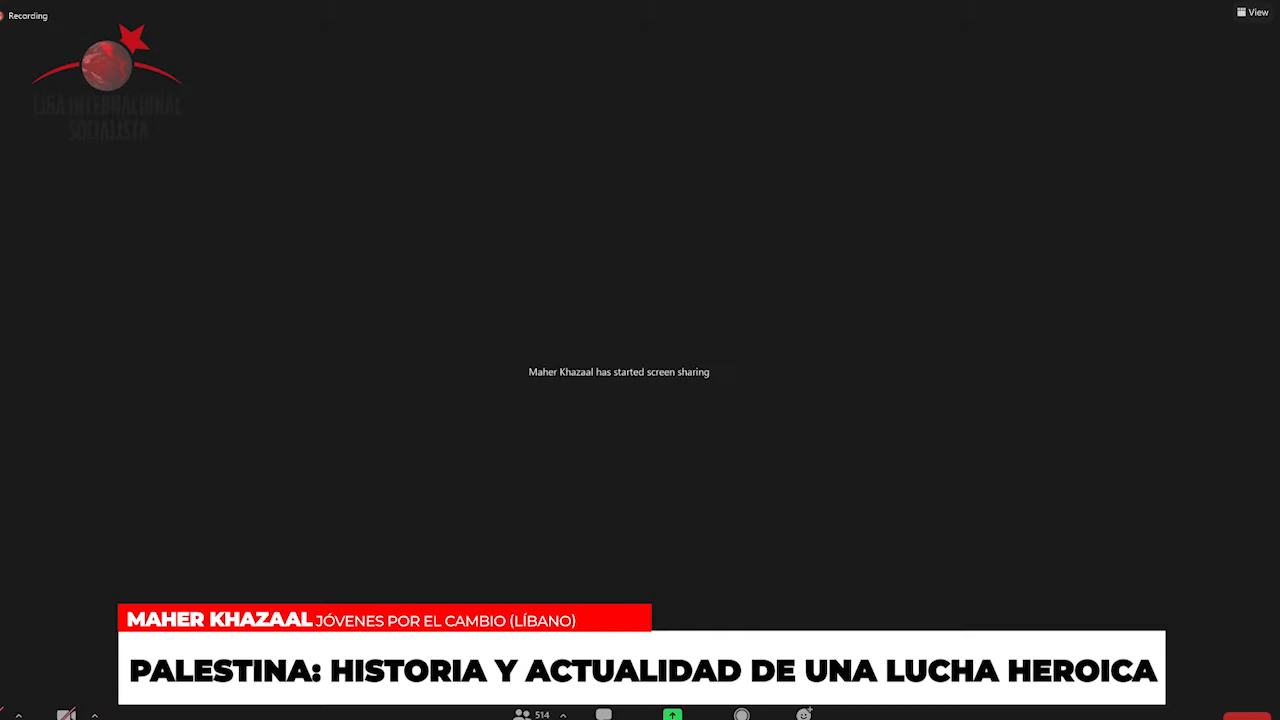 Recording
View
LIGA INTERNACIONAL
SOCIALISTA
Maher Khazaal has started screen sharing
MAHER KHAZAAL JÓVENES POR EL CAMBIO (LÍBANO)
PALESTINA: HISTORIA Y ACTUALIDAD DE UNA LUCHA HEROICA
514